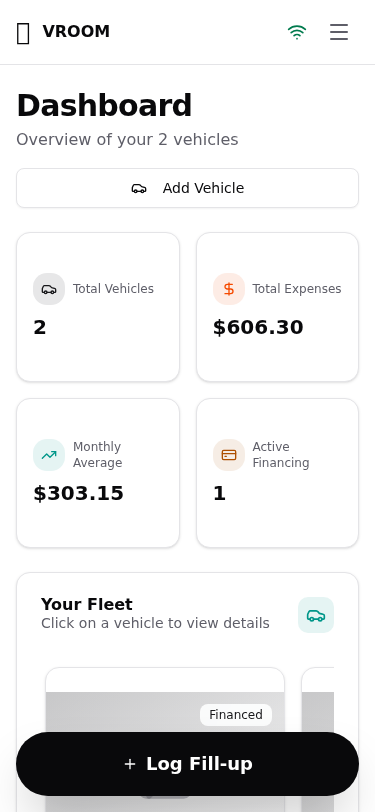 VROOM
Dashboard
Overview of your 2 vehicles
Add Vehicle
Total Vehicles
2
Total Expenses
$606.30
Monthly
Average
$303.15
Active
Financing
1
Your Fleet
Click on a vehicle to view details
Financed
+ Log Fill-up